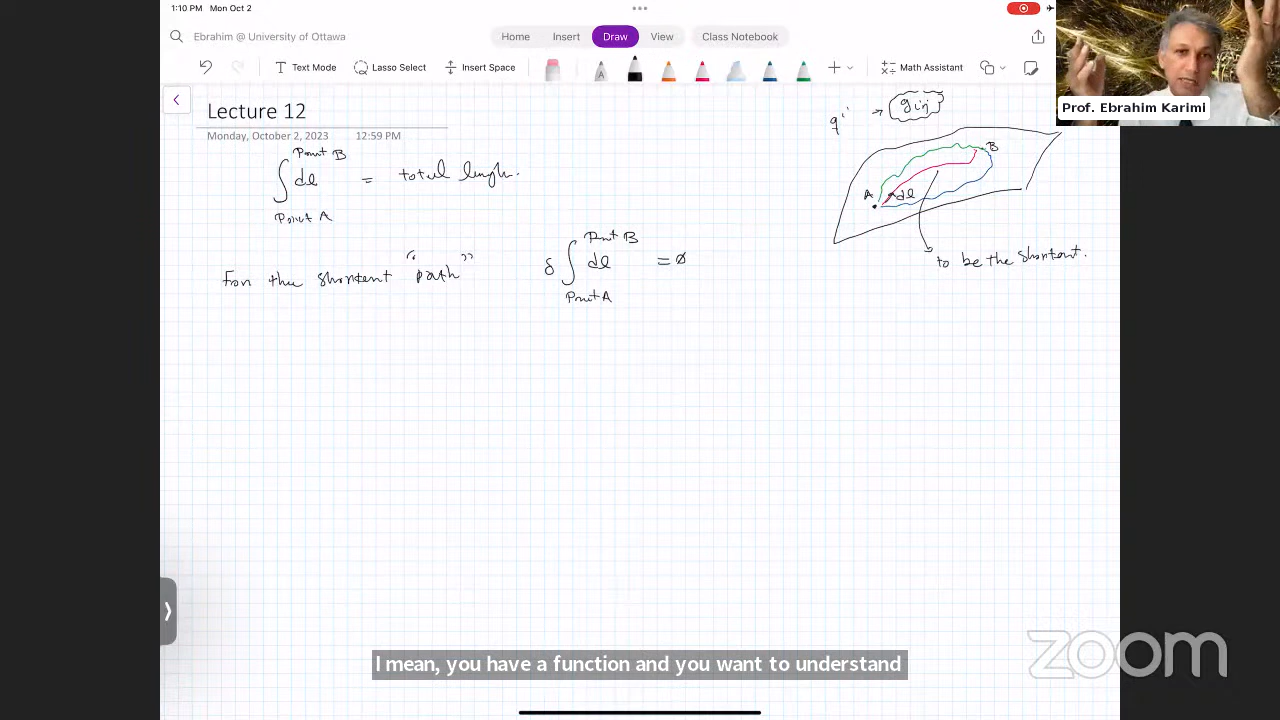 1:10 PM Mon Oct 2
Ebrahim @ University of Ottawa
Home Insert Draw View Class Notebook
Text Mode Lasso Select Insert Space Math Assistant
Prof. Ebrahim Karimi
Lecture 12
Monday, October 2, 2023 12:59 PM
Point B
∫ dl = total length.
Point A
qⁱ → gij
A dl B
to be the shortest.
For the shortest "path"
Point B
δ ∫ dl = ø
Point A
I mean, you have a function and you want to understand
zoom